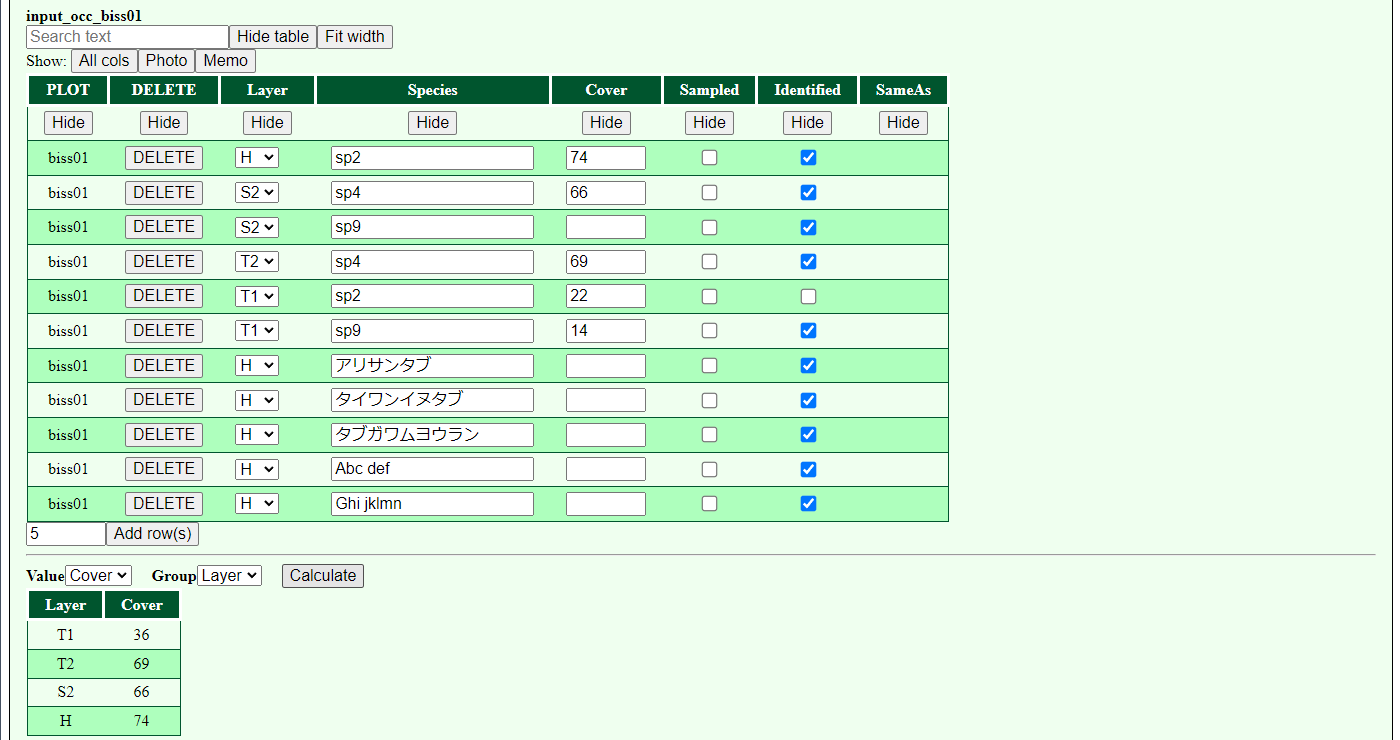 input_occ_biss01
Search text Hide table Fit width
Show: All cols Photo Memo
PLOT DELETE Layer Species Cover Sampled Identified SameAs
Hide Hide Hide Hide Hide Hide Hide Hide
biss01 DELETE H sp2 74
biss01 DELETE S2 sp4 66
biss01 DELETE S2 sp9
biss01 DELETE T2 sp4 69
biss01 DELETE T1 sp2 22
biss01 DELETE T1 sp9 14
biss01 DELETE H アリサンタブ
biss01 DELETE H タイワンイヌタブ
biss01 DELETE H タブガワムヨウラン
biss01 DELETE H Abc def
biss01 DELETE H Ghi jklmn
5 Add row(s)
Value Cover Group Layer Calculate
Layer Cover
T1 36
T2 69
S2 66
H 74